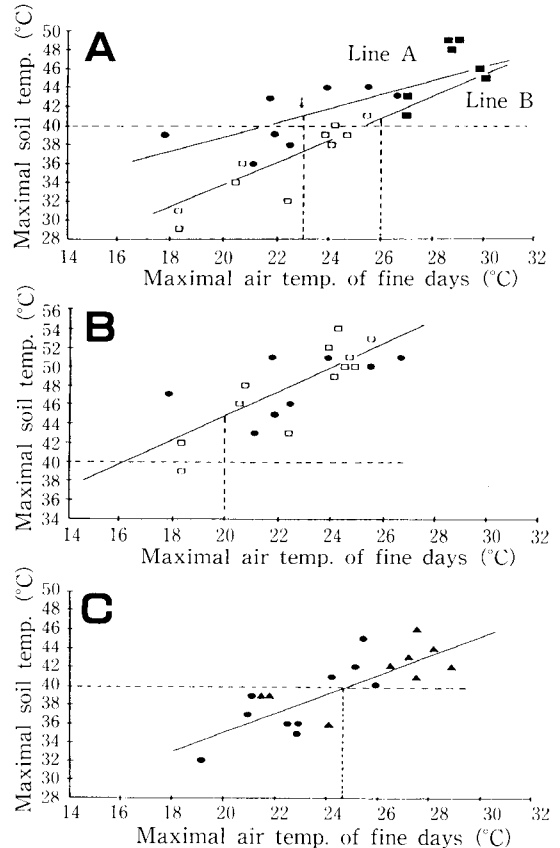 A
Maximal soil temp. (°C)
50
48
46
44
42
40
38
36
34
32
30
28
Line A
Line B
14 16 18 20 22 24 26 28 30 32
Maximal air temp. of fine days (°C)
B
Maximal soil temp. (°C)
56
54
52
50
48
46
44
42
40
38
36
34
14 16 18 20 22 24 26 28 30 32
Maximal air temp. of fine days (°C)
C
Maximal soil temp. (°C)
50
48
46
44
42
40
38
36
34
32
30
28
14 16 18 20 22 24 26 28 30 32
Maximal air temp. of fine days (°C)